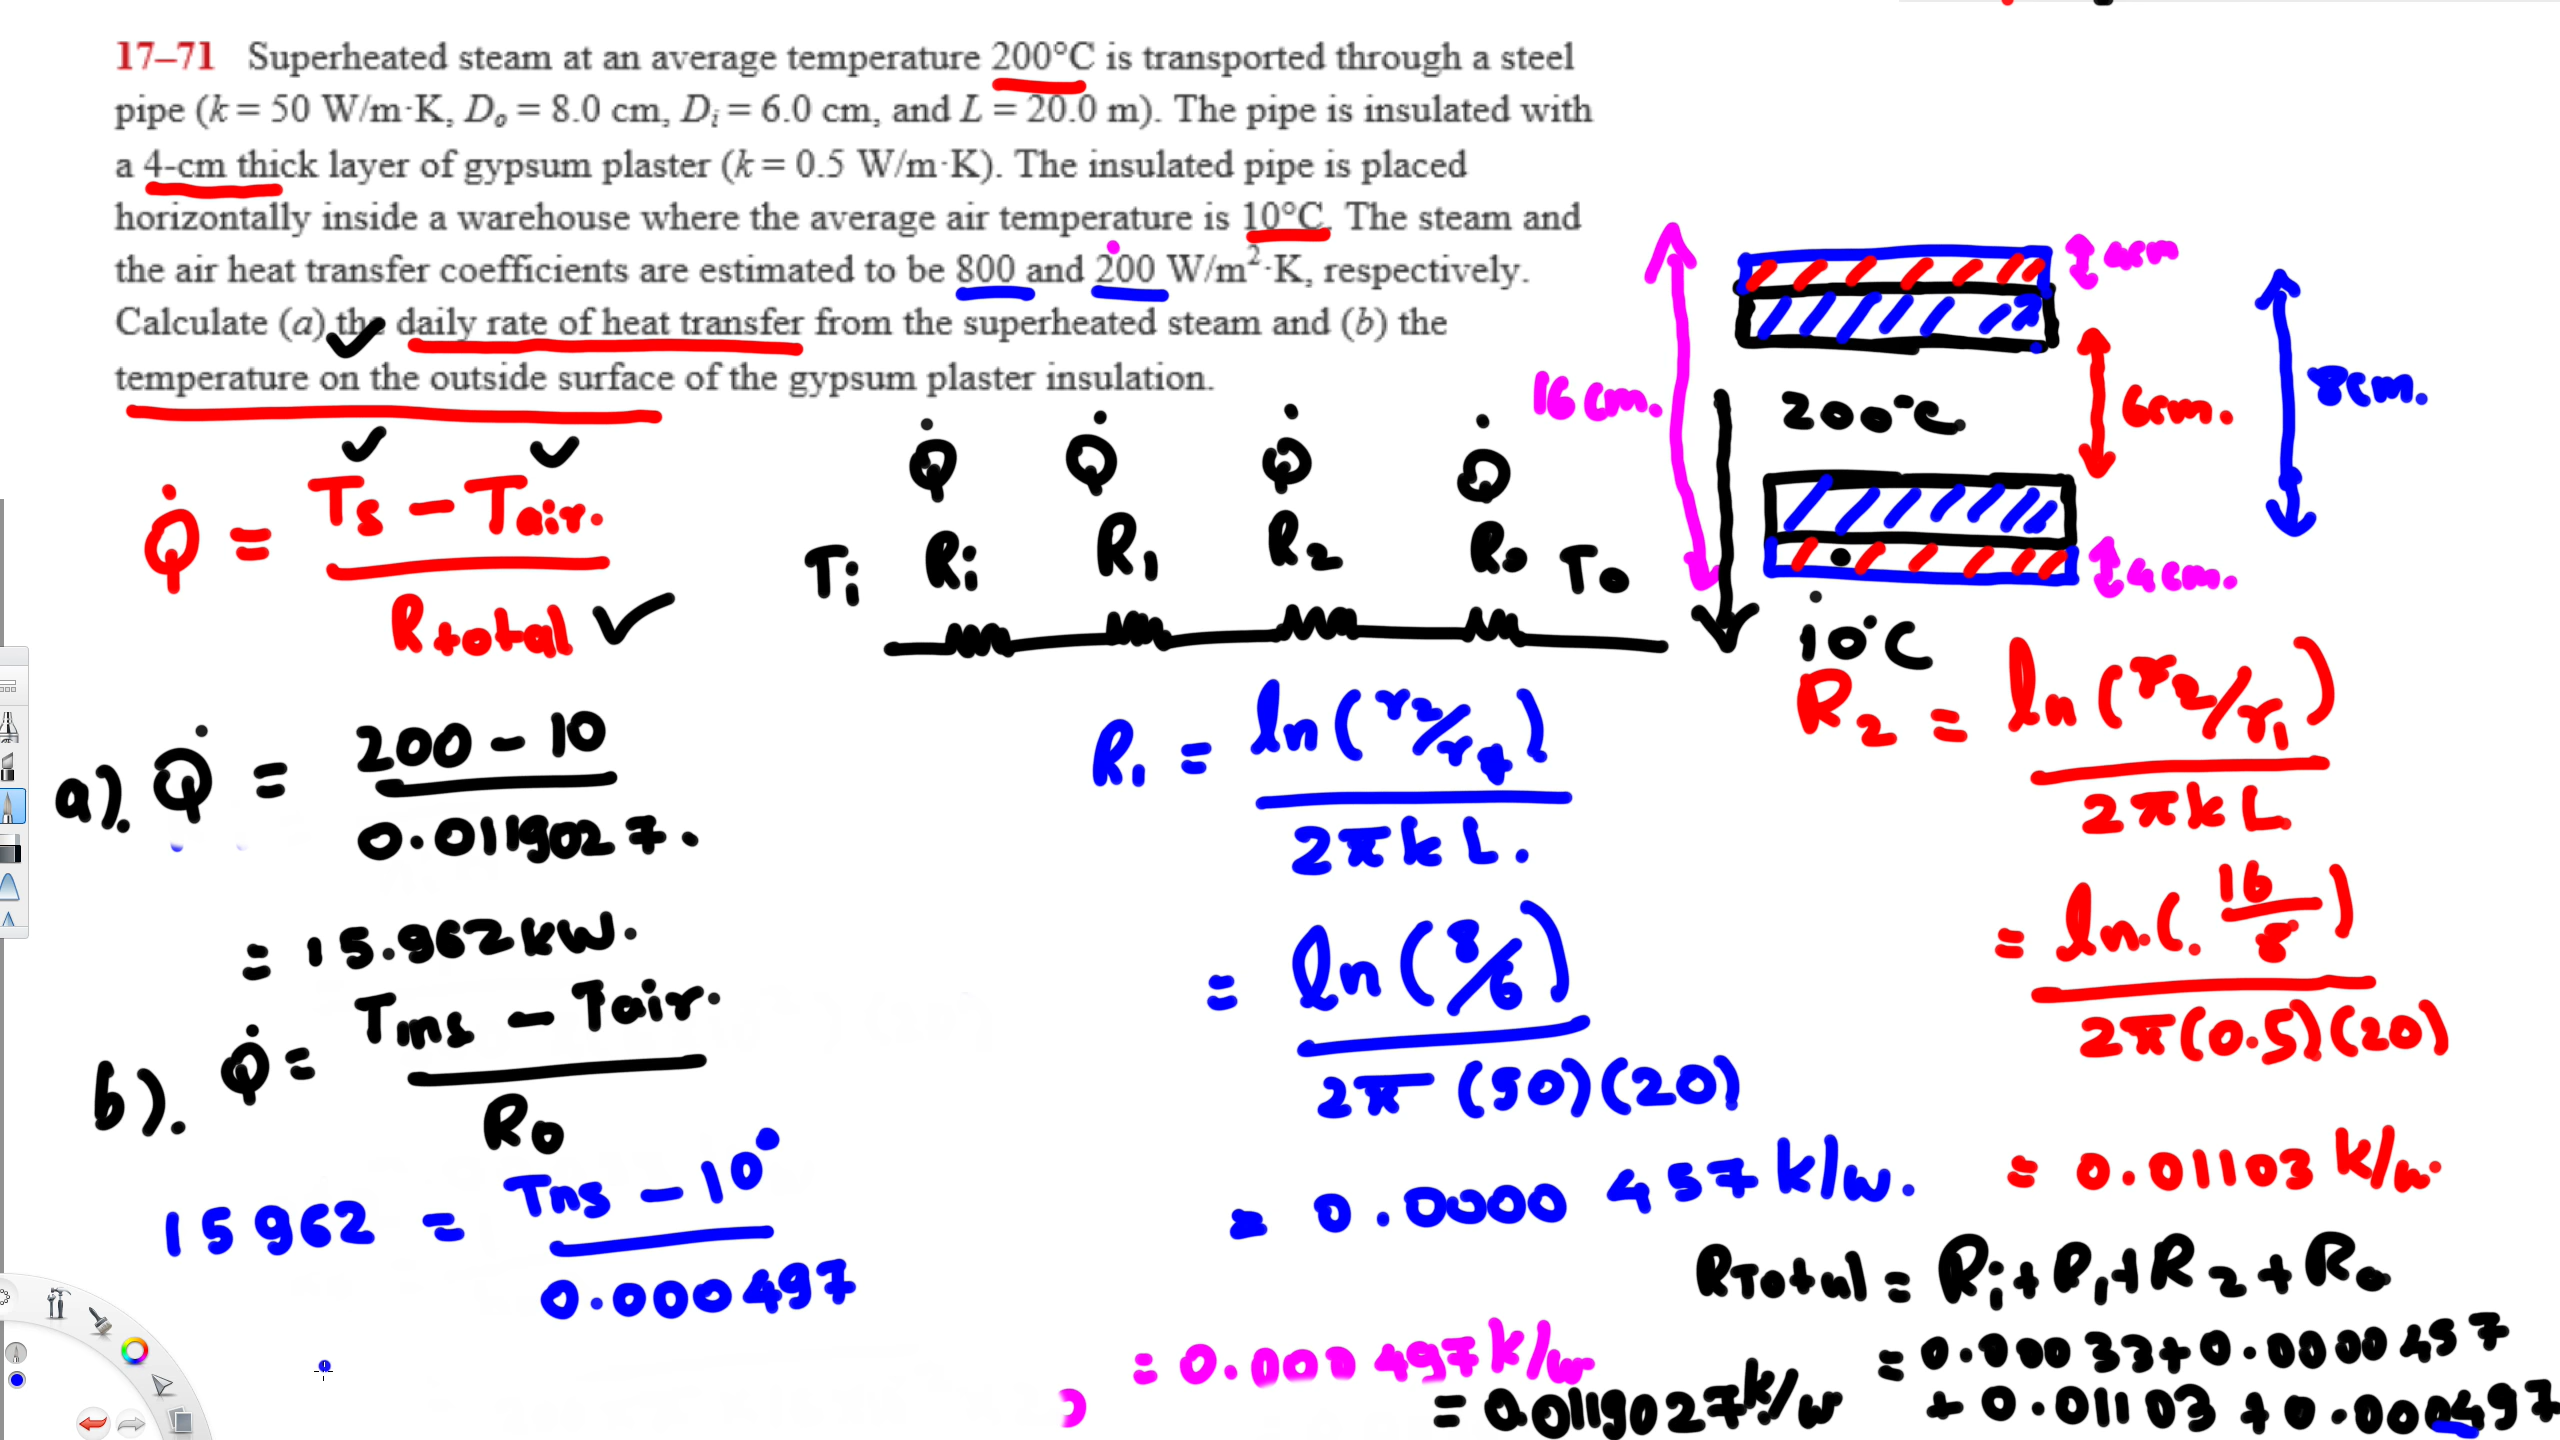 17–71 Superheated steam at an average temperature 200°C is transported through a steel
pipe (k = 50 W/m·K, Dₒ = 8.0 cm, Dᵢ = 6.0 cm, and L = 20.0 m). The pipe is insulated with
a 4-cm thick layer of gypsum plaster (k = 0.5 W/m·K). The insulated pipe is placed
horizontally inside a warehouse where the average air temperature is 10°C. The steam and
the air heat transfer coefficients are estimated to be 800 and 200 W/m²·K, respectively.
Calculate (a) the daily rate of heat transfer from the superheated steam and (b) the
temperature on the outside surface of the gypsum plaster insulation.
4cm
16cm.
200°C
6cm.
8cm.
4cm.
10°C
Q̇ Q̇ Q̇ Q̇
Ti Ri R1 R2 Ro To
Q̇ = Ts - Tair.
Rtotal
a). Q̇ = 200 - 10
0.0119027.
= 15.962kW.
b). Q̇ = Tins - Tair.
Ro
15962 = Tins - 10°
0.000497
R1 = ln(r2/r1)
2πkL.
= ln(8/6)
2π(50)(20)
= 0.0000457 k/w.
R2 = ln(r2/r1)
2πkL
= ln(16/8)
2π(0.5)(20)
= 0.01103 k/w.
RTotal = Ri + R1 + R2 + Ro
= 0.00033 + 0.0000457
+ 0.01103 + 0.000497
= 0.000497 k/w
= 0.0119027 k/w